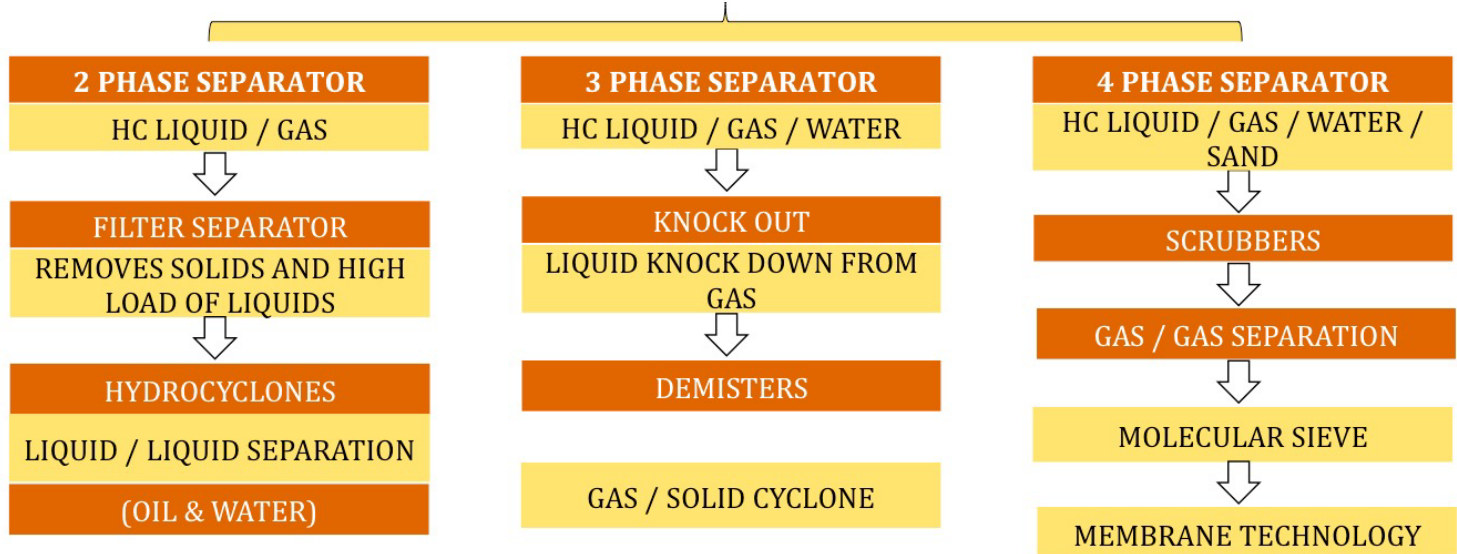 2 PHASE SEPARATOR
HC LIQUID / GAS
FILTER SEPARATOR
REMOVES SOLIDS AND HIGH
LOAD OF LIQUIDS
HYDROCYCLONES
LIQUID / LIQUID SEPARATION
(OIL & WATER)
3 PHASE SEPARATOR
HC LIQUID / GAS / WATER
KNOCK OUT
LIQUID KNOCK DOWN FROM
GAS
DEMISTERS
GAS / SOLID CYCLONE
4 PHASE SEPARATOR
HC LIQUID / GAS / WATER /
SAND
SCRUBBERS
GAS / GAS SEPARATION
MOLECULAR SIEVE
MEMBRANE TECHNOLOGY